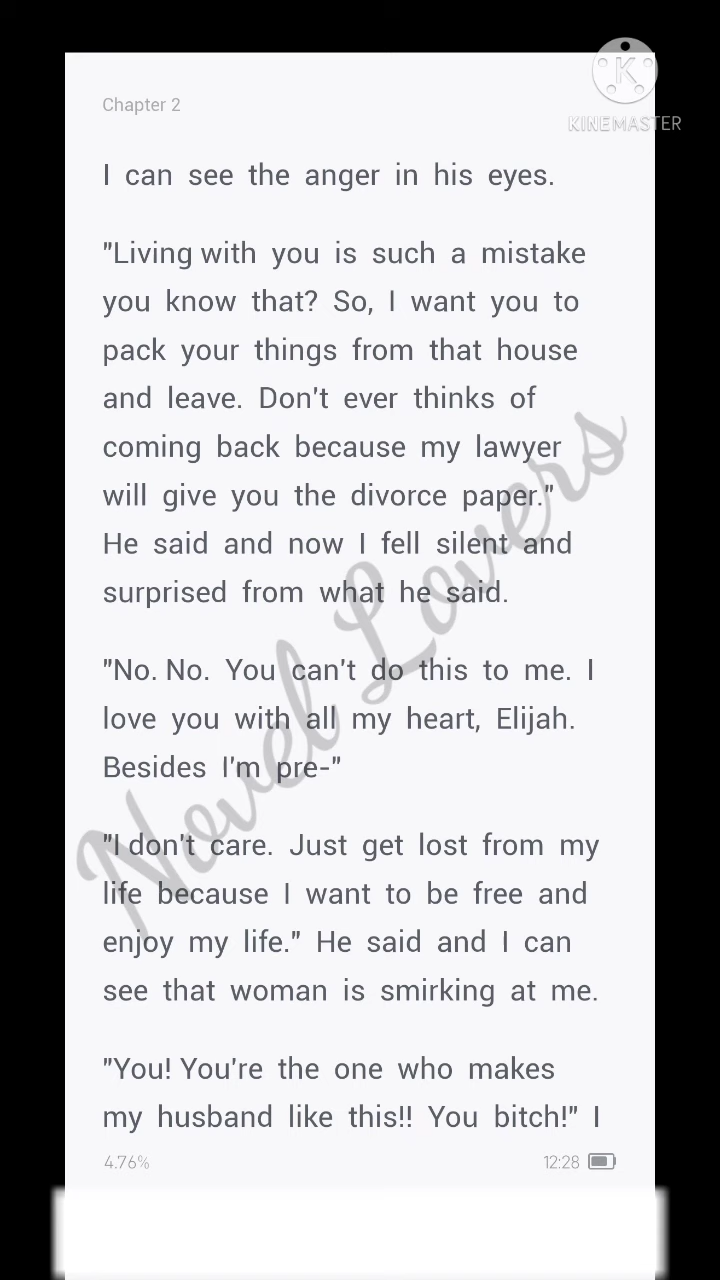 KINEMASTER
Chapter 2
I can see the anger in his eyes.
"Living with you is such a mistake
you know that? So, I want you to
pack your things from that house
and leave. Don't ever thinks of
coming back because my lawyer
will give you the divorce paper."
He said and now I fell silent and
surprised from what he said.
"No. No. You can't do this to me. I
love you with all my heart, Elijah.
Besides I'm pre-"
"I don't care. Just get lost from my
life because I want to be free and
enjoy my life." He said and I can
see that woman is smirking at me.
"You! You're the one who makes
my husband like this!! You bitch!" I
4.76% 12:28
Novel Lovers